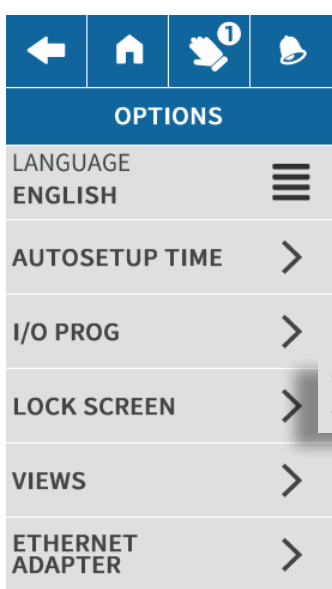 1
OPTIONS
LANGUAGE
ENGLISH
AUTOSETUP TIME
I/O PROG
LOCK SCREEN
VIEWS
ETHERNET
ADAPTER